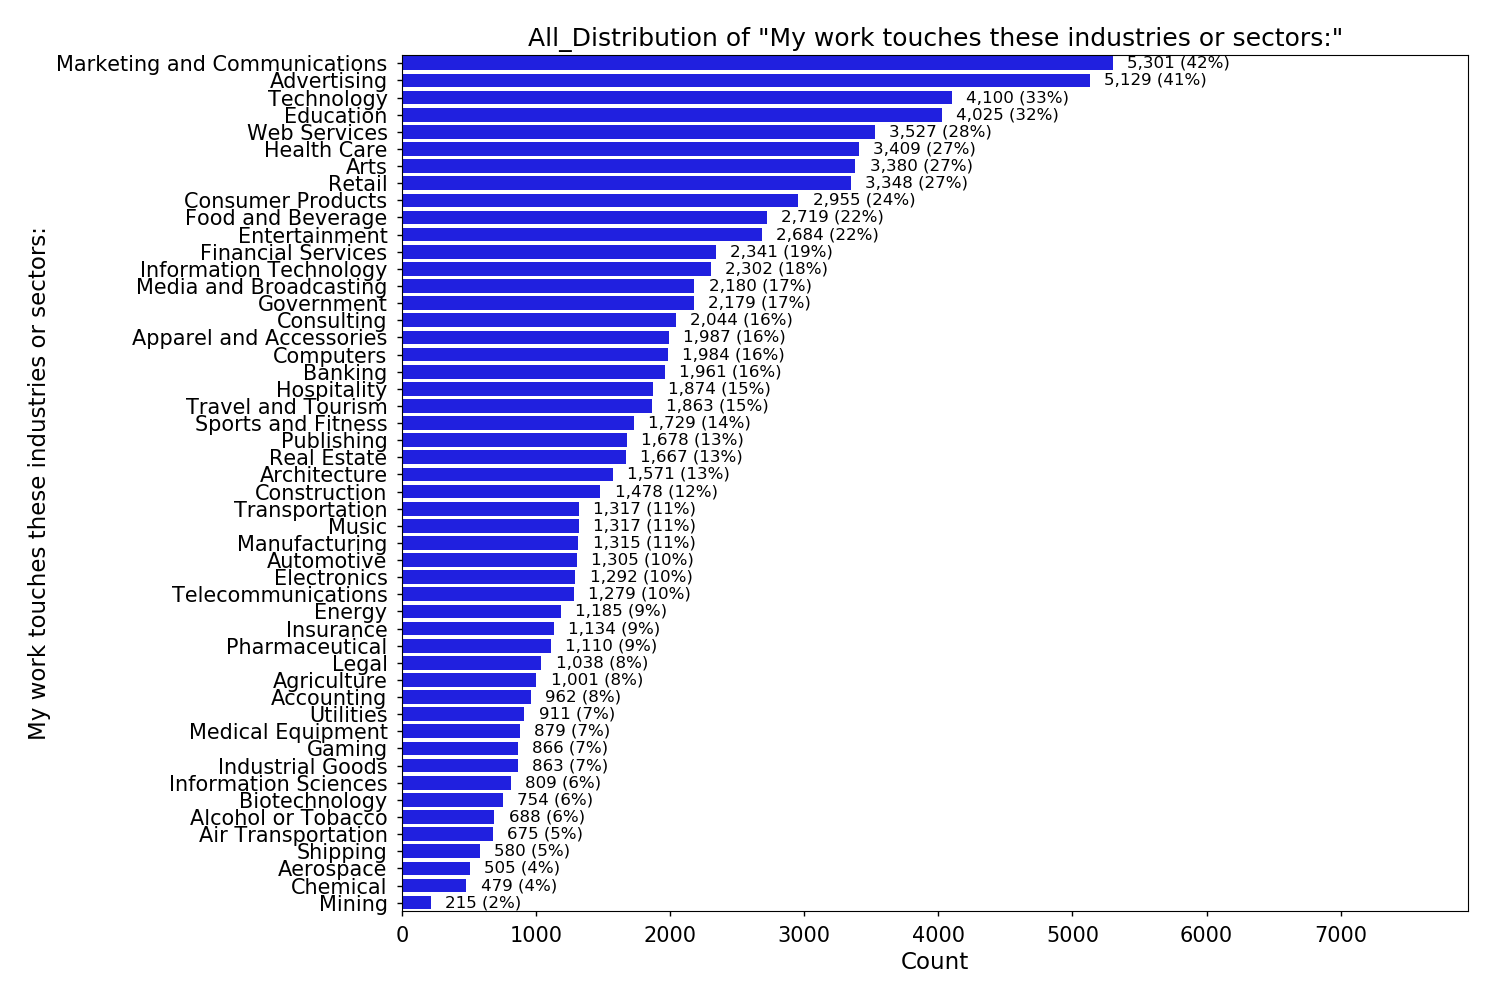 All_Distribution of "My work touches these industries or sectors:"
My work touches these industries or sectors:
Marketing and Communications 5,301 (42%)
Advertising 5,129 (41%)
Technology 4,100 (33%)
Education 4,025 (32%)
Web Services 3,527 (28%)
Health Care 3,409 (27%)
Arts 3,380 (27%)
Retail 3,348 (27%)
Consumer Products 2,955 (24%)
Food and Beverage 2,719 (22%)
Entertainment 2,684 (22%)
Financial Services 2,341 (19%)
Information Technology 2,302 (18%)
Media and Broadcasting 2,180 (17%)
Government 2,179 (17%)
Consulting 2,044 (16%)
Apparel and Accessories 1,987 (16%)
Computers 1,984 (16%)
Banking 1,961 (16%)
Hospitality 1,874 (15%)
Travel and Tourism 1,863 (15%)
Sports and Fitness 1,729 (14%)
Publishing 1,678 (13%)
Real Estate 1,667 (13%)
Architecture 1,571 (13%)
Construction 1,478 (12%)
Transportation 1,317 (11%)
Music 1,317 (11%)
Manufacturing 1,315 (11%)
Automotive 1,305 (10%)
Electronics 1,292 (10%)
Telecommunications 1,279 (10%)
Energy 1,185 (9%)
Insurance 1,134 (9%)
Pharmaceutical 1,110 (9%)
Legal 1,038 (8%)
Agriculture 1,001 (8%)
Accounting 962 (8%)
Utilities 911 (7%)
Medical Equipment 879 (7%)
Gaming 866 (7%)
Industrial Goods 863 (7%)
Information Sciences 809 (6%)
Biotechnology 754 (6%)
Alcohol or Tobacco 688 (6%)
Air Transportation 675 (5%)
Shipping 580 (5%)
Aerospace 505 (4%)
Chemical 479 (4%)
Mining 215 (2%)
0 1000 2000 3000 4000 5000 6000 7000
Count